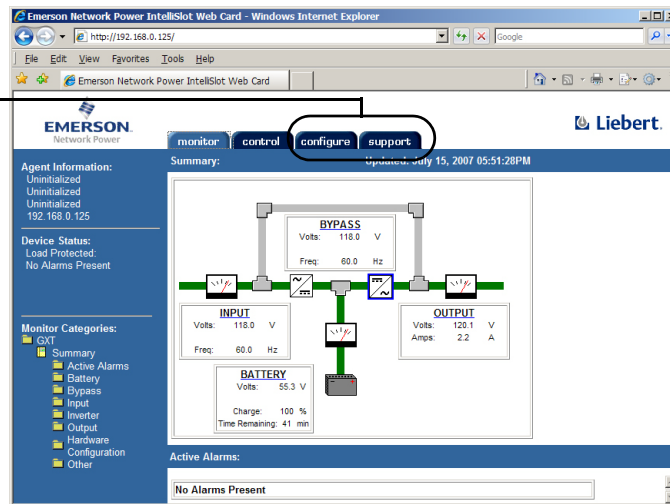 Emerson Network Power IntelliSlot Web Card - Windows Internet Explorer
http://192.168.0.125/
Google
File Edit View Favorites Tools Help
Emerson Network Power IntelliSlot Web Card
EMERSON.
Network Power
monitor control configure support
Liebert.
Summary: Updated: July 15, 2007 05:51:28PM
Agent Information:
Uninitialized
Uninitialized
Uninitialized
192.168.0.125
Device Status:
Load Protected:
No Alarms Present
Monitor Categories:
GXT
Summary
Active Alarms
Battery
Bypass
Input
Inverter
Output
Hardware
Configuration
Other
BYPASS
Volts: 118.0 V
Freq: 60.0 Hz
INPUT
Volts: 118.0 V
Freq: 60.0 Hz
OUTPUT
Volts: 120.1 V
Amps: 2.2 A
BATTERY
Volts: 55.3 V
Charge: 100 %
Time Remaining: 41 min
Active Alarms:
No Alarms Present